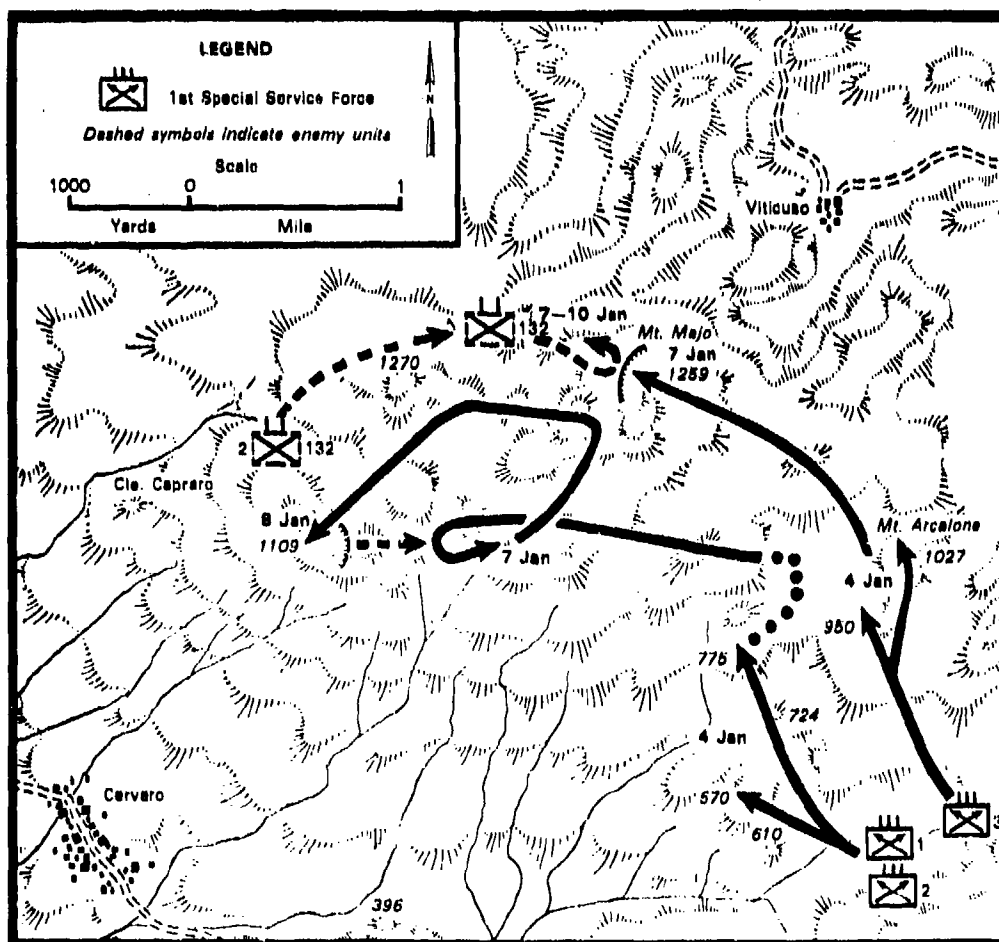 LEGEND
1st Special Service Force
Dashed symbols indicate enemy units
Scale
1000 0 1
Yards Mile
N
Viticuso
132
7–10 Jan
Mt. Majo
7 Jan
1259
1270
2 132
Cle. Capraro
8 Jan
1109
7 Jan
Mt. Arcalone
1027
4 Jan
950
775
724
4 Jan
570
610
3
1
2
Cervaro
396